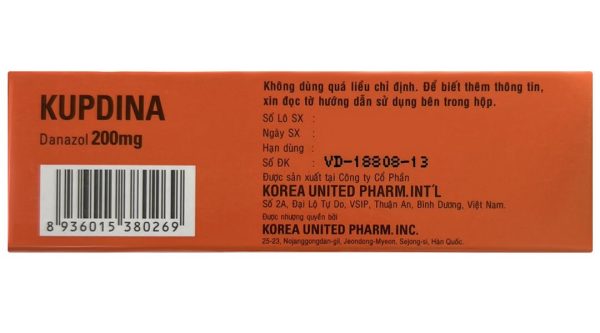 KUPDINA
Danazol 200mg
8 936015 380269
Không dùng quá liều chỉ định. Để biết thêm thông tin,
xin đọc tờ hướng dẫn sử dụng bên trong hộp.
Số Lô SX :
Ngày SX :
Hạn dùng :
Số ĐK : VD-18808-13
Được sản xuất tại Công ty Cổ Phần
KOREA UNITED PHARM.INT'L
Số 2A, Đại Lộ Tự Do, VSIP, Thuận An, Bình Dương, Việt Nam.
Được nhượng quyền bởi
KOREA UNITED PHARM.INC.
25-23, Nojanggongdan-gil, Jeondong-Myeon, Sejong-si, Hàn Quốc.